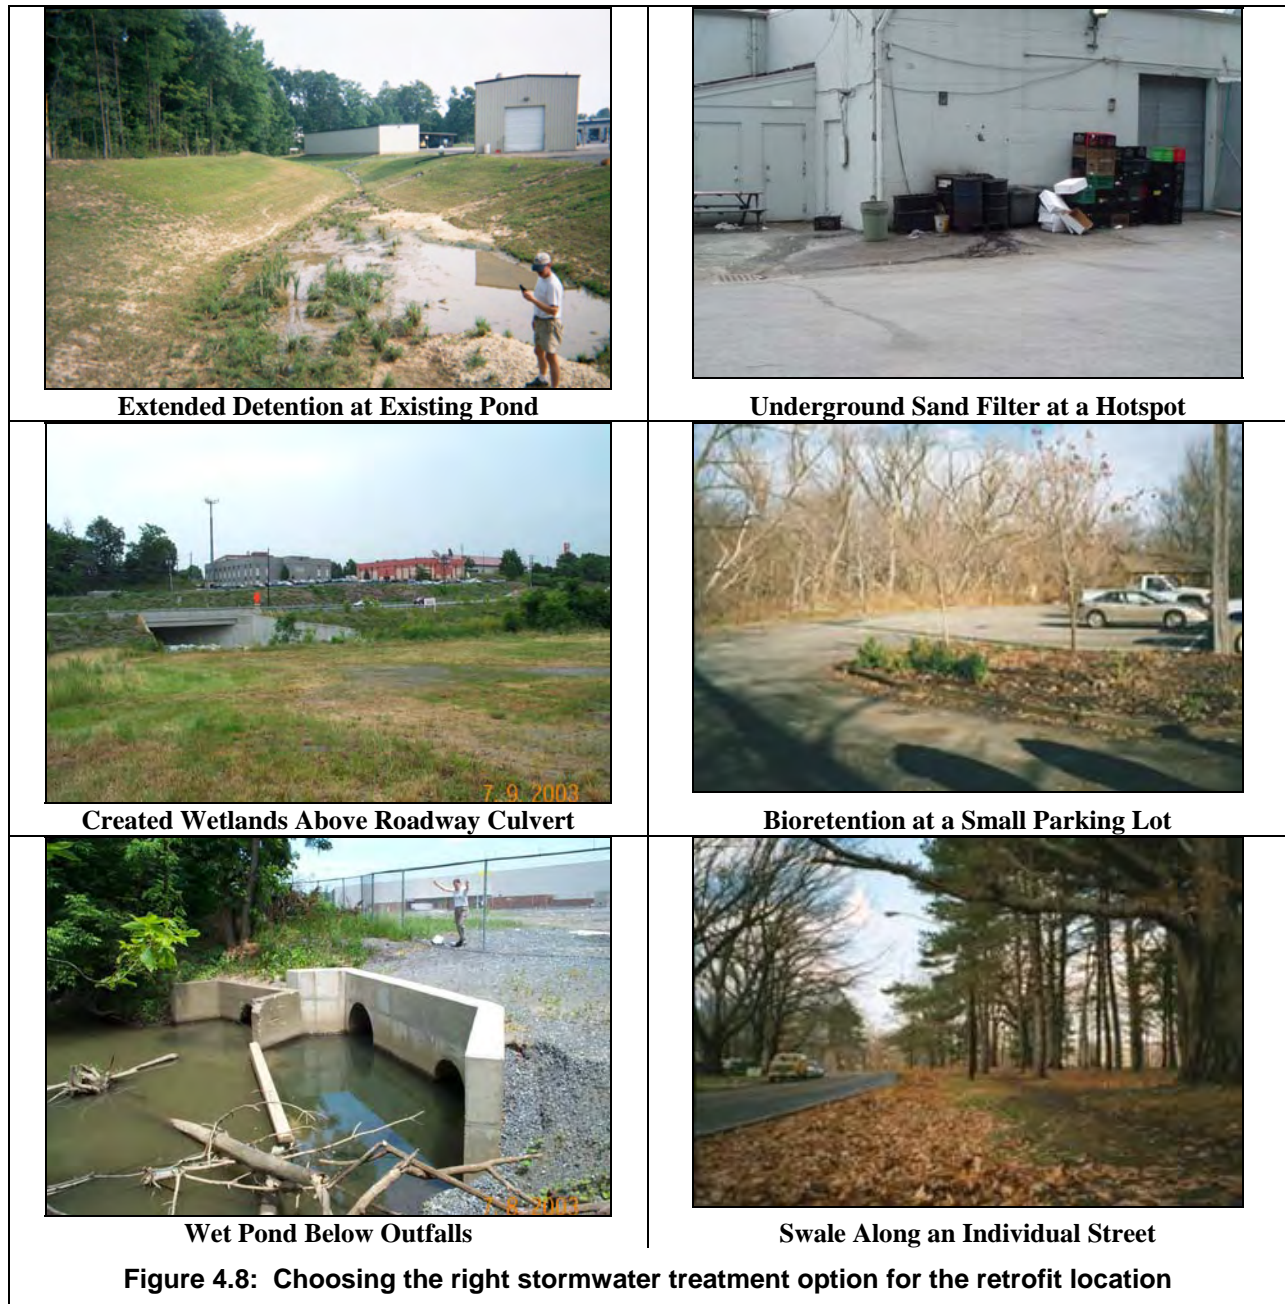 Extended Detention at Existing Pond
Underground Sand Filter at a Hotspot
7 9 2003
Created Wetlands Above Roadway Culvert
Bioretention at a Small Parking Lot
7 8 2003
Wet Pond Below Outfalls
Swale Along an Individual Street
Figure 4.8: Choosing the right stormwater treatment option for the retrofit location